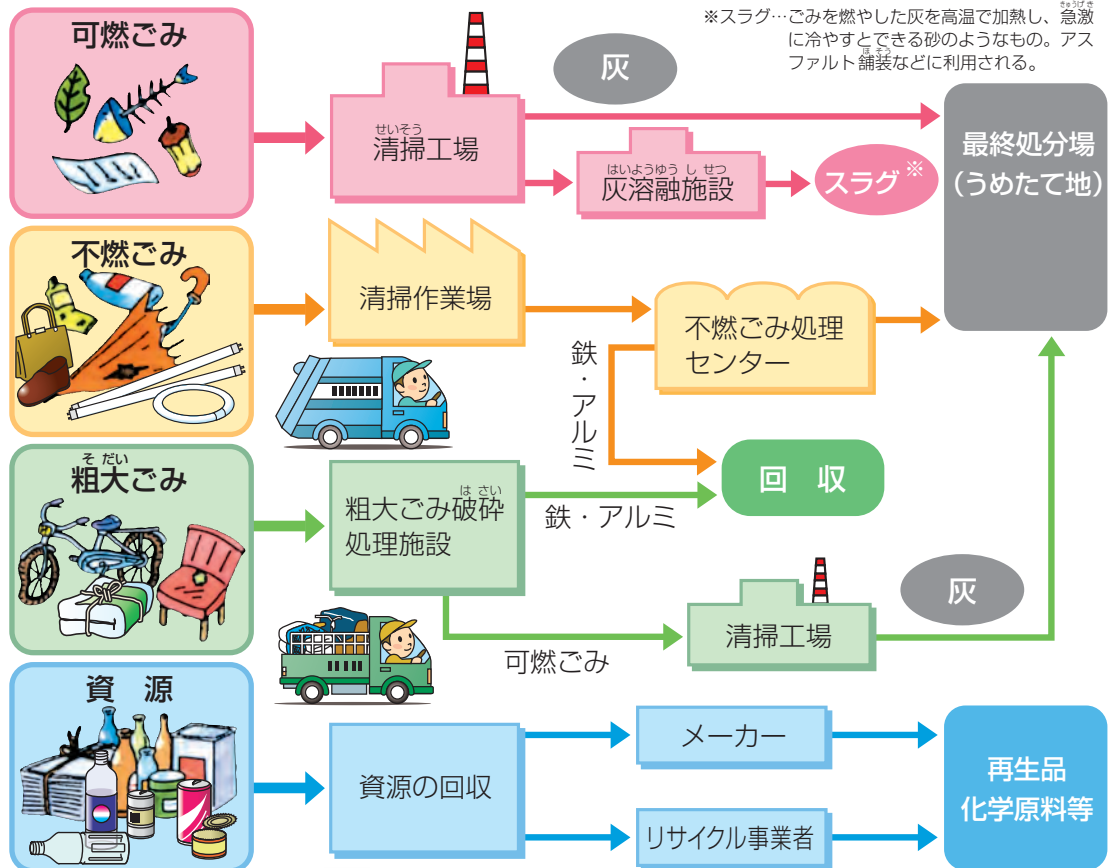 可燃ごみ
※スラグ…ごみを燃やした灰を高温で加熱し、急激
きゅうげき
に冷やすとできる砂のようなもの。アス
ファルト舗装などに利用される。
ほそう
灰
せいそう
清掃工場
はいようゆうしせつ
灰溶融施設
スラグ※
最終処分場
(うめたて地)
不燃ごみ
清掃作業場
不燃ごみ処理
センター
鉄・アルミ
そだい
粗大ごみ
はさい
粗大ごみ破砕
処理施設
鉄・アルミ
回 収
可燃ごみ
清掃工場
灰
資 源
資源の回収
メーカー
リサイクル事業者
再生品
化学原料等